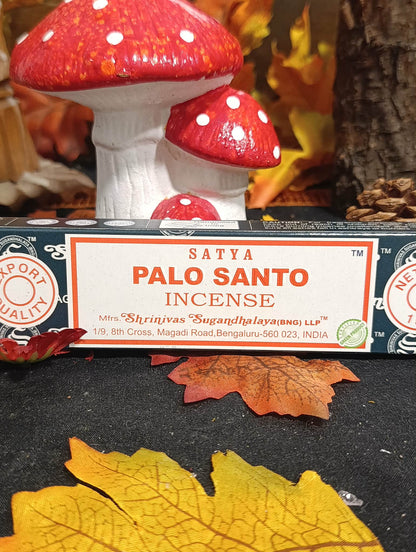 SATYA
TM
PALO SANTO
INCENSE
Mfrs. Shrinivas Sugandhalaya (BNG) LLP™
1/9, 8th Cross, Magadi Road, Bengaluru-560 023, INDIA
EXPORT
QUALITY